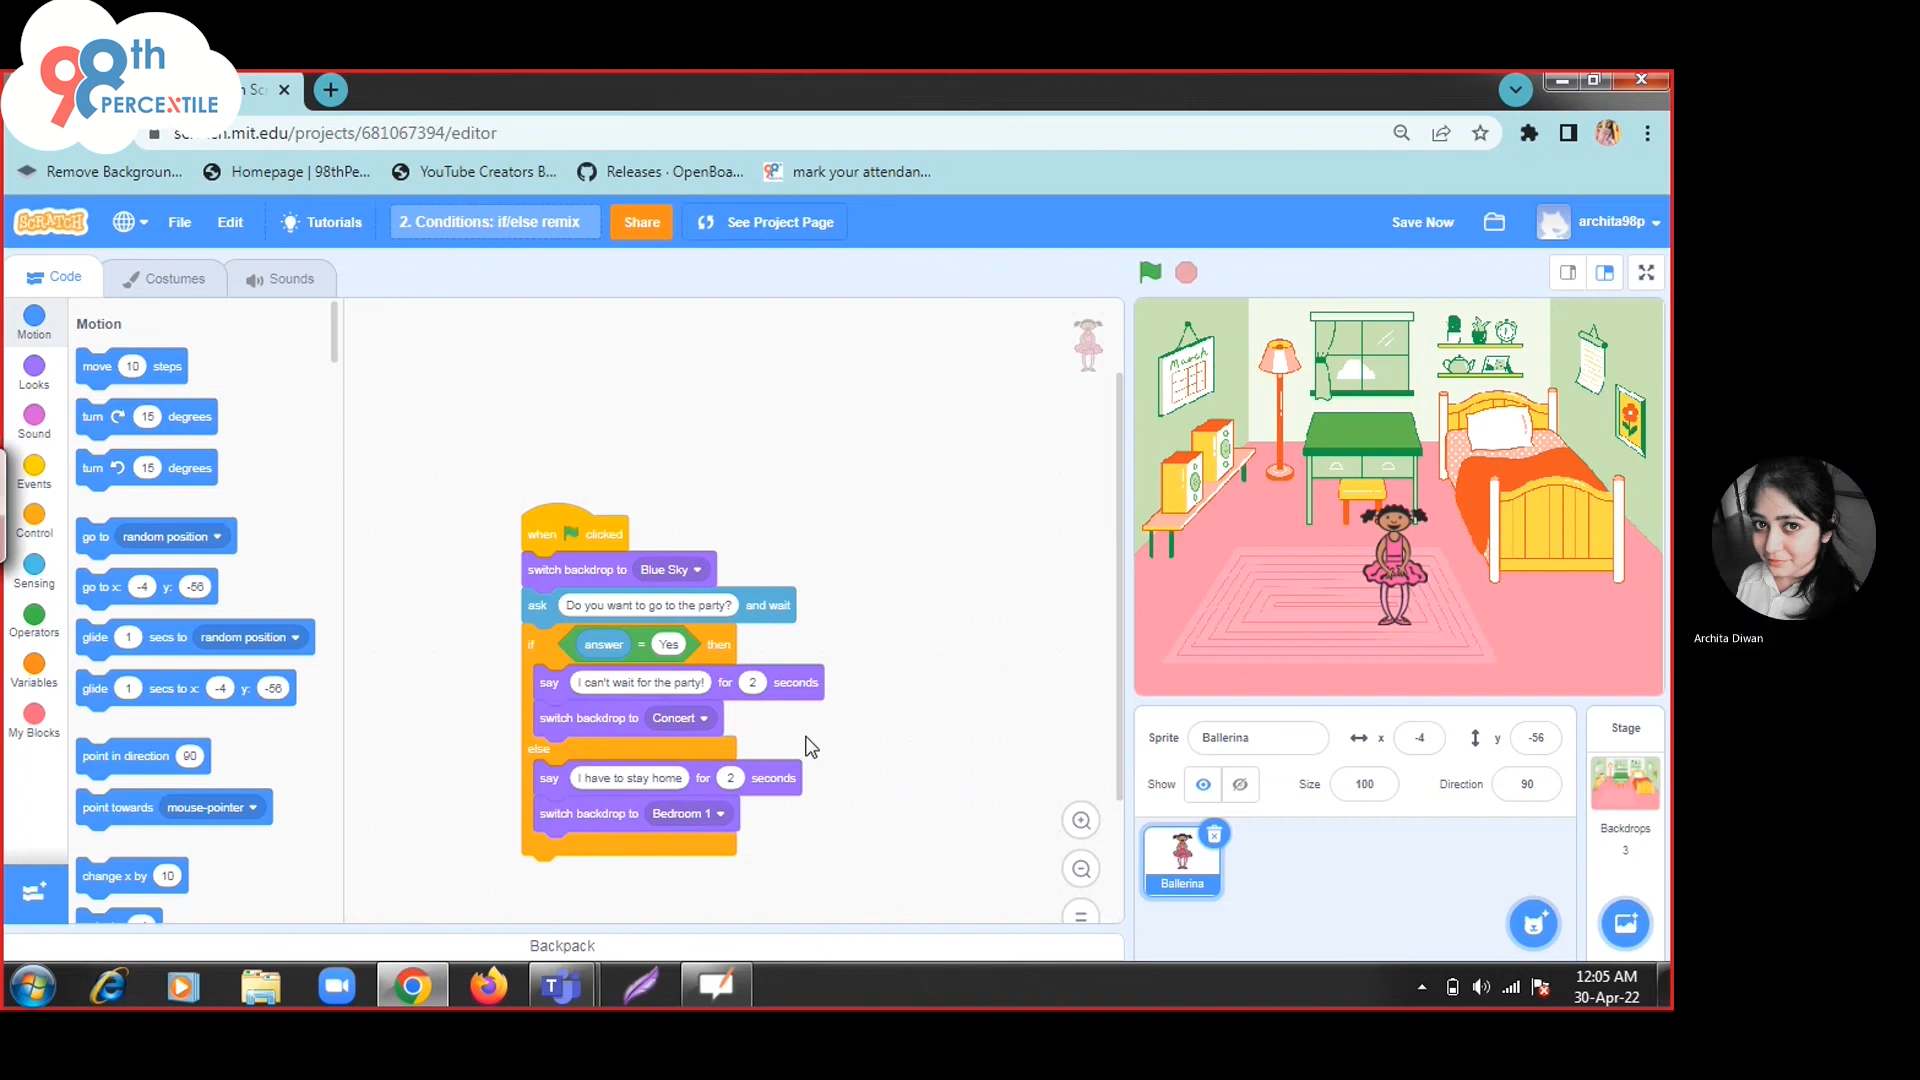 98th
PERCEXTILE
n Sc
scratch.mit.edu/projects/681067394/editor
Remove Backgroun...
Homepage | 98thPe...
YouTube Creators B...
Releases · OpenBoa...
mark your attendan...
SCRATCH
File
Edit
Tutorials
2. Conditions: if/else remix
Share
See Project Page
Save Now
archita98p
Code
Costumes
Sounds
Motion
Looks
Sound
Events
Control
Sensing
Operators
Variables
My Blocks
Motion
move 10 steps
turn 15 degrees
turn 15 degrees
go to random position
go to x: -4 y: -56
glide 1 secs to random position
glide 1 secs to x: -4 y: -56
point in direction 90
point towards mouse-pointer
change x by 10
when clicked
switch backdrop to Blue Sky
ask Do you want to go to the party? and wait
if answer = Yes then
say I can't wait for the party! for 2 seconds
switch backdrop to Concert
else
say I have to stay home for 2 seconds
switch backdrop to Bedroom 1
March
Sprite Ballerina x -4 y -56
Show Size 100 Direction 90
Ballerina
Stage
Backdrops
3
Backpack
12:05 AM
30-Apr-22
Archita Diwan